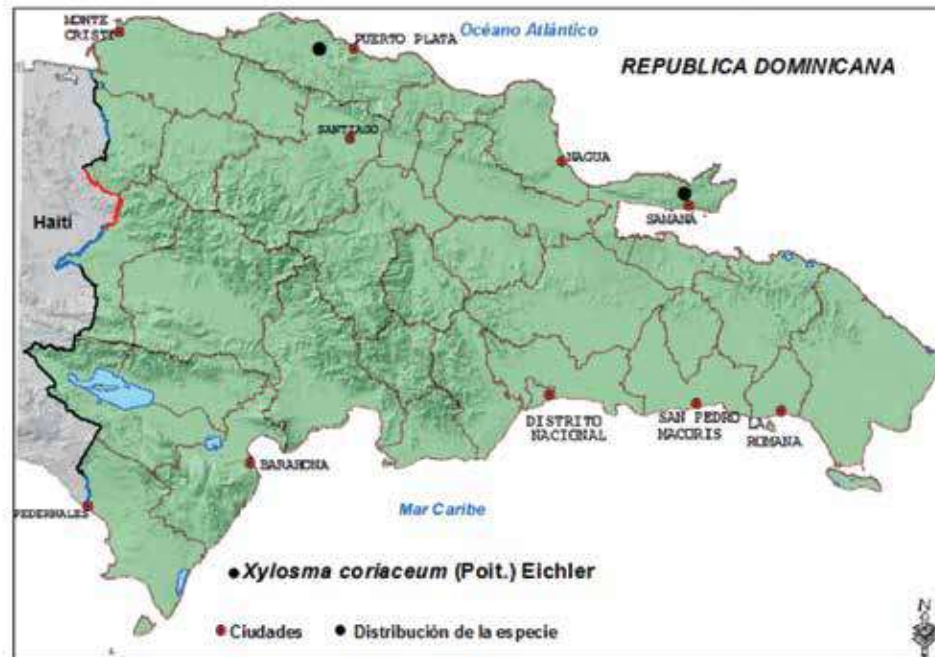 MONTE
CRISTI
PUERTO PLATA
Océano Atlántico
REPUBLICA DOMINICANA
SANTIAGO
NAGUA
Haití
SAMANA
DISTRITO
NACIONAL
SAN PEDRO
MACORIS
LA
ROMANA
BARAHONA
PEDERNALES
Mar Caribe
Xylosma coriaceum (Poit.) Eichler
Ciudades
Distribución de la especie
N